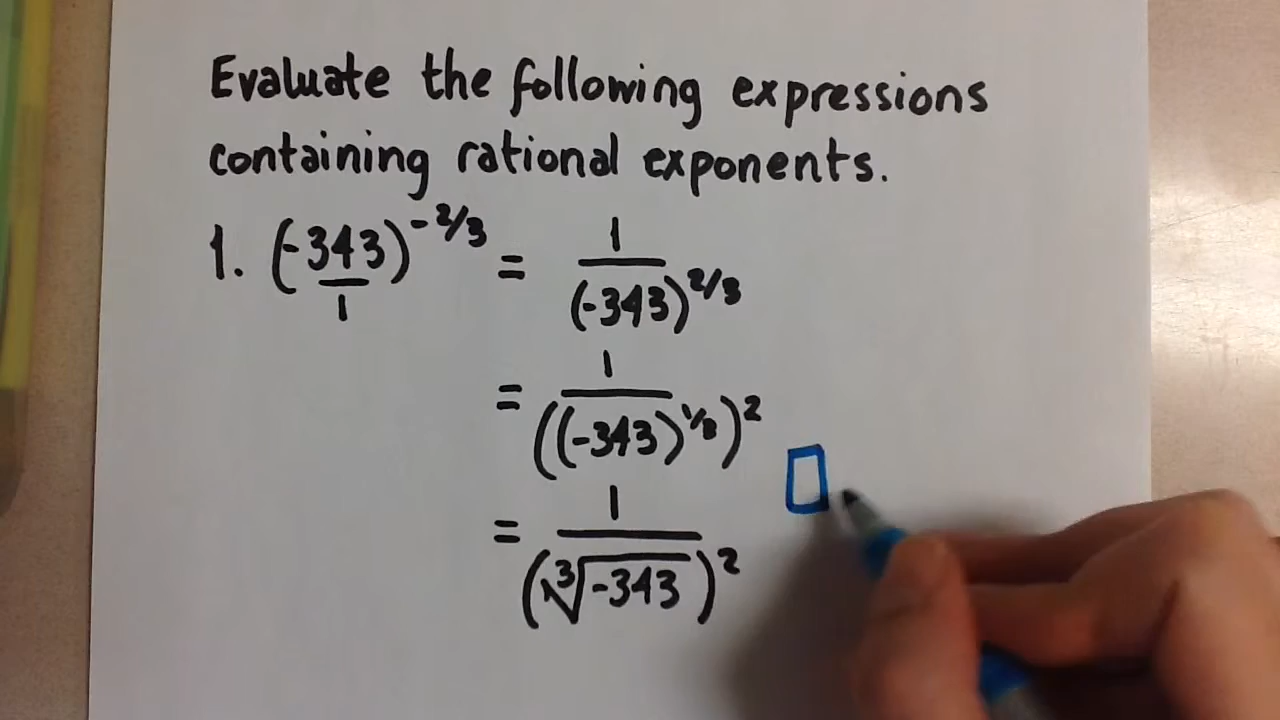 Evaluate the following expressions
containing rational exponents.
1. (-343/1)^-2/3 = 1/(-343)^2/3
= 1/((-343)^1/3)^2
= 1/(∛-343)^2